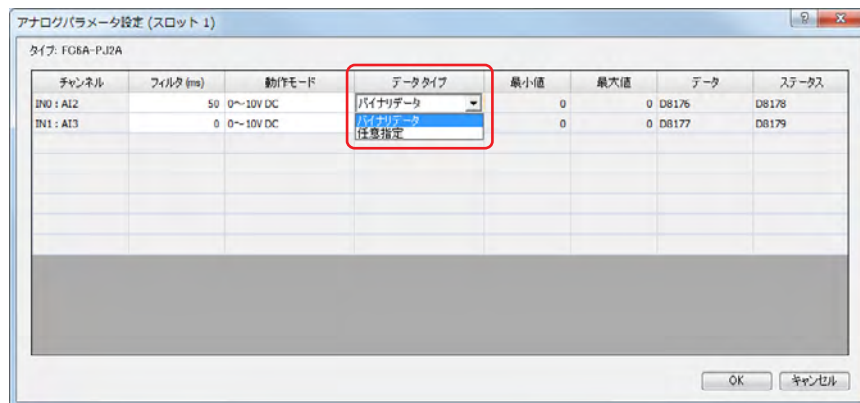 アナログパラメータ設定 (スロット 1)
タイプ: FC6A-PJ2A
チャンネル フィルタ (ms) 動作モード データタイプ 最小値 最大値 データ ステータス
IN0 : AI2 50 0～10V DC バイナリデータ 0 0 D8176 D8178
IN1 : AI3 0 0～10V DC バイナリデータ 0 0 D8177 D8179
任意指定
OK キャンセル